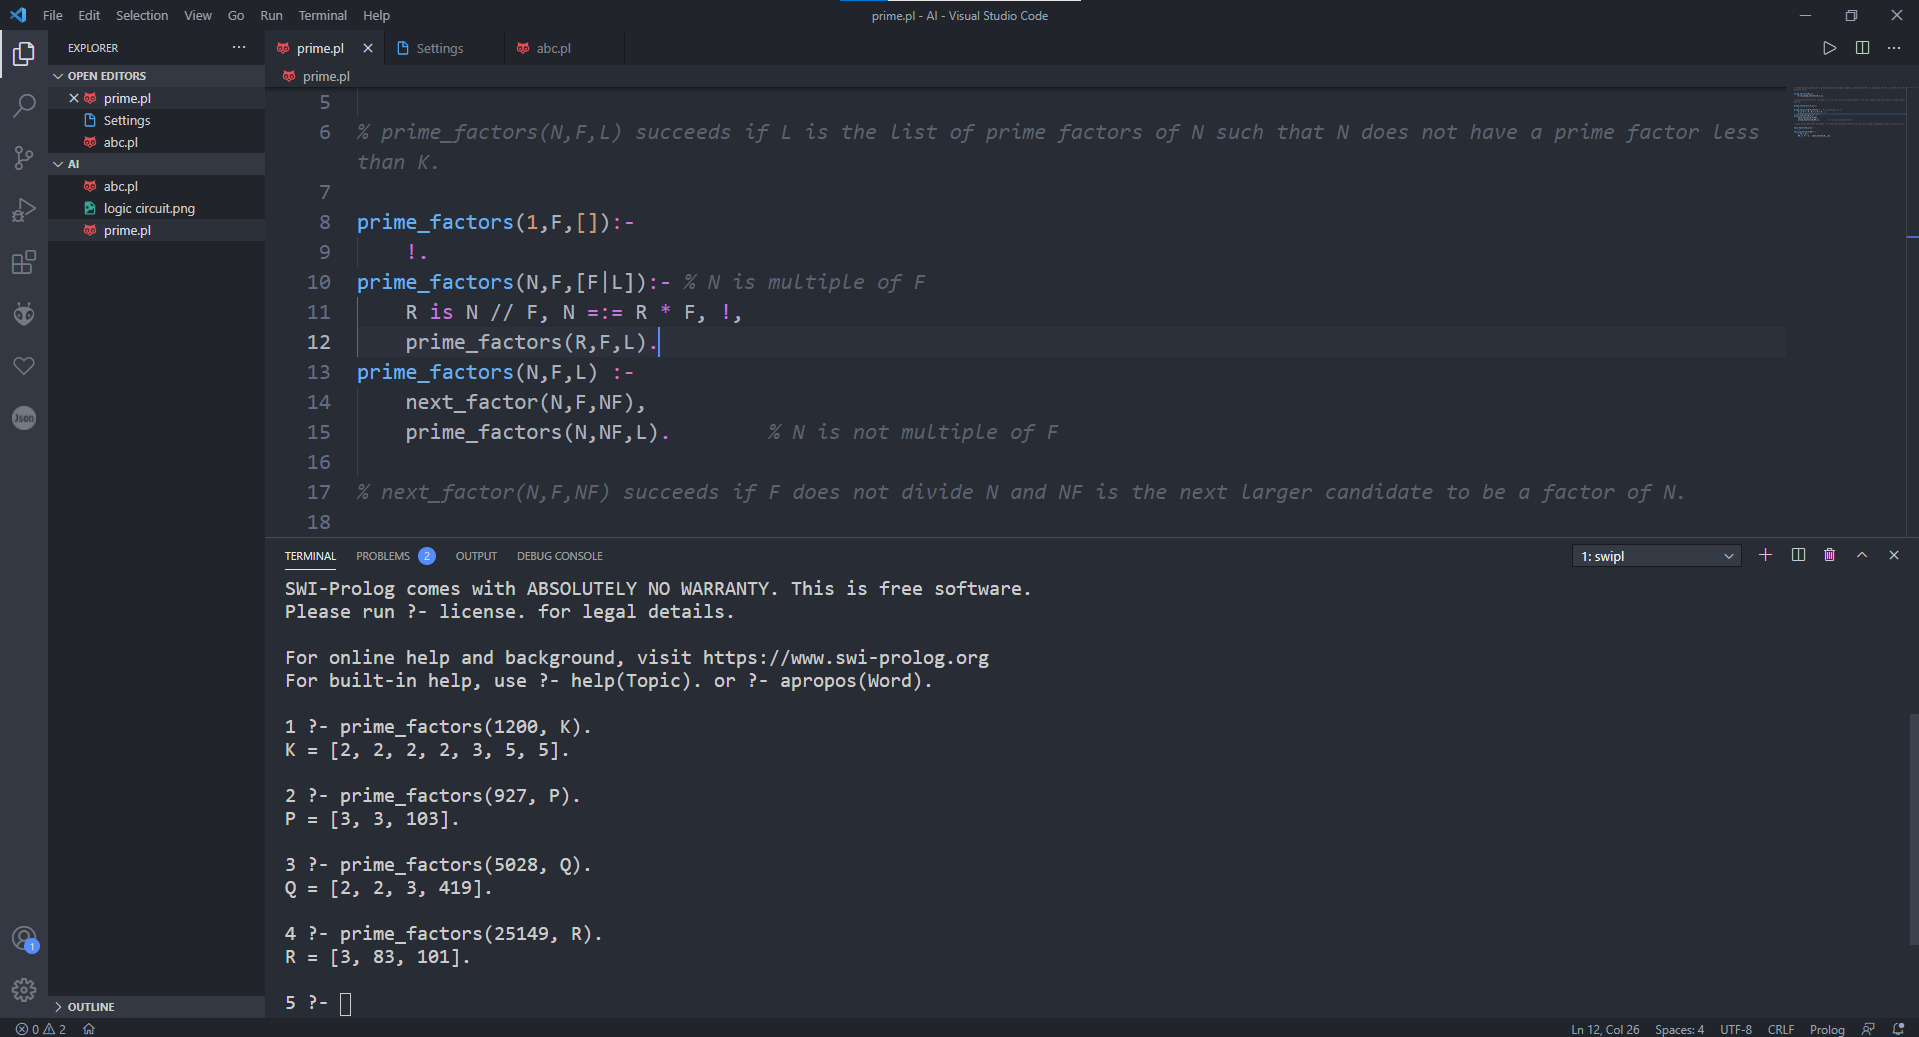 File Edit Selection View Go Run Terminal Help
prime.pl - AI - Visual Studio Code
EXPLORER
OPEN EDITORS
prime.pl
Settings
abc.pl
AI
abc.pl
logic circuit.png
prime.pl
OUTLINE
Json
1
prime.pl Settings abc.pl
prime.pl
5
6 % prime_factors(N,F,L) succeeds if L is the list of prime factors of N such that N does not have a prime factor less
than K.
7
8 prime_factors(1,F,[]):-
9 !.
10 prime_factors(N,F,[F|L]):- % N is multiple of F
11 R is N // F, N =:= R * F, !,
12 prime_factors(R,F,L).
13 prime_factors(N,F,L) :-
14 next_factor(N,F,NF),
15 prime_factors(N,NF,L). % N is not multiple of F
16
17 % next_factor(N,F,NF) succeeds if F does not divide N and NF is the next larger candidate to be a factor of N.
18
TERMINAL PROBLEMS 2 OUTPUT DEBUG CONSOLE 1: swipl
SWI-Prolog comes with ABSOLUTELY NO WARRANTY. This is free software.
Please run ?- license. for legal details.
For online help and background, visit https://www.swi-prolog.org
For built-in help, use ?- help(Topic). or ?- apropos(Word).
1 ?- prime_factors(1200, K).
K = [2, 2, 2, 2, 3, 5, 5].
2 ?- prime_factors(927, P).
P = [3, 3, 103].
3 ?- prime_factors(5028, Q).
Q = [2, 2, 3, 419].
4 ?- prime_factors(25149, R).
R = [3, 83, 101].
5 ?-
0 2 Ln 12, Col 26 Spaces: 4 UTF-8 CRLF Prolog